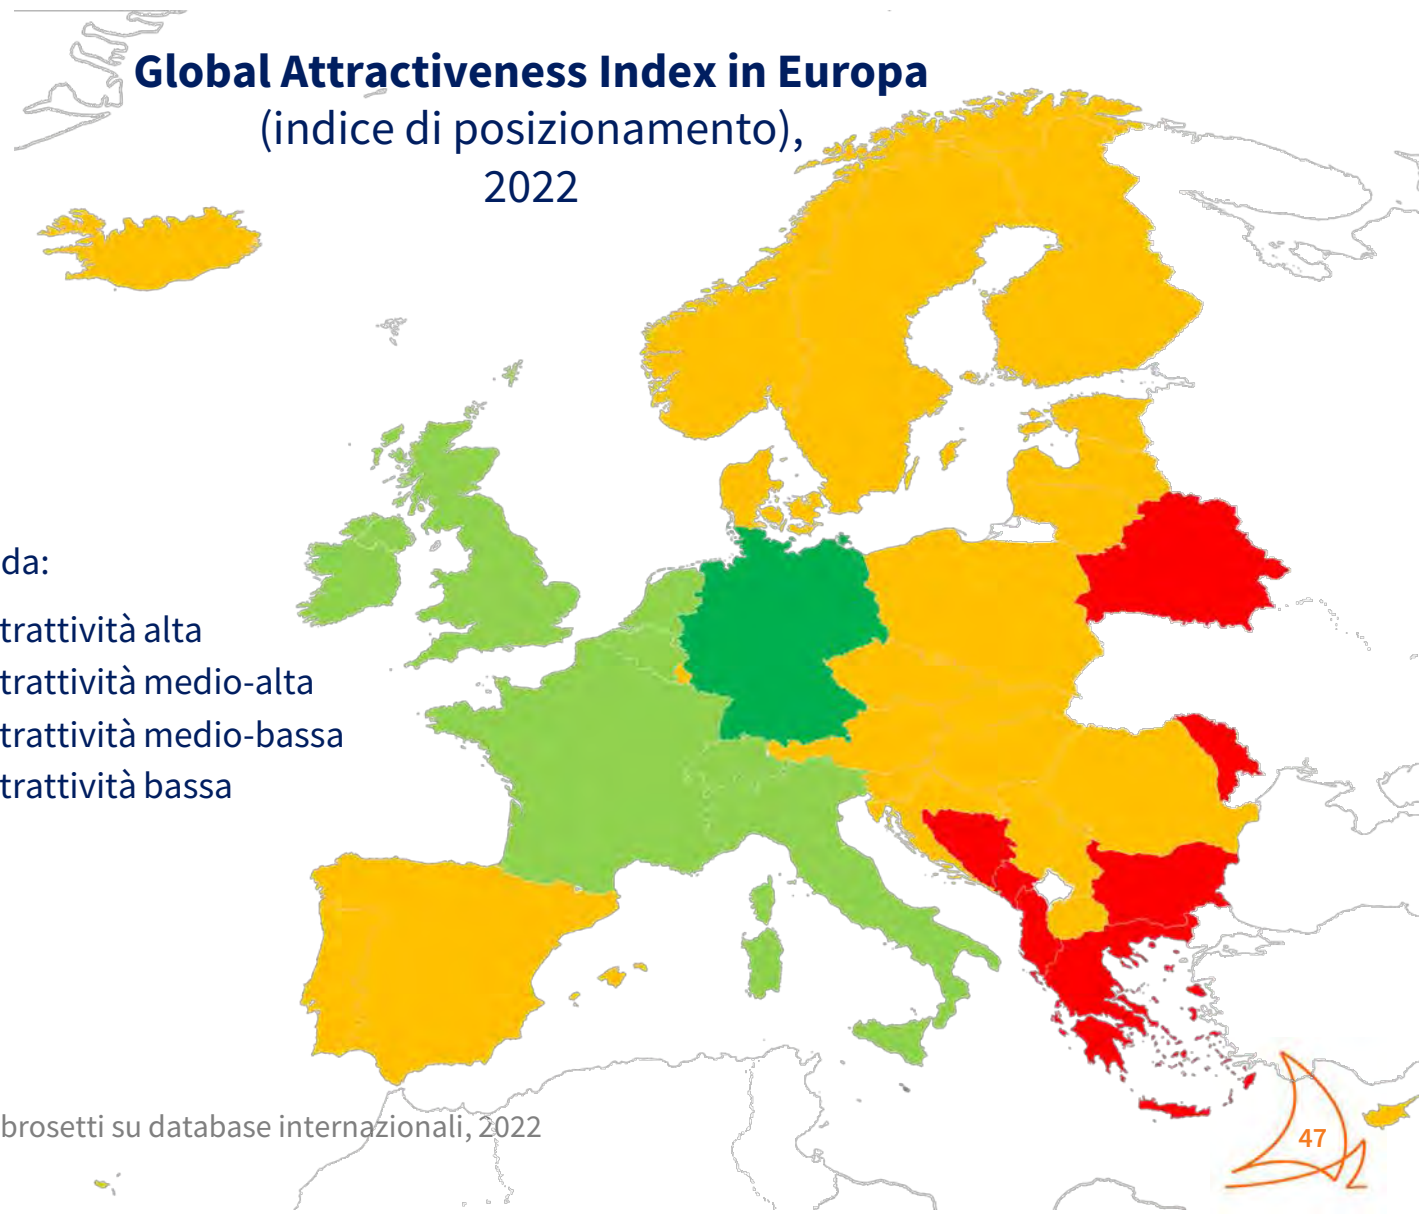 Global Attractiveness Index in Europa
(indice di posizionamento),
2022
da:
trattività alta
trattività medio-alta
trattività medio-bassa
trattività bassa
brosetti su database internazionali, 2022
47